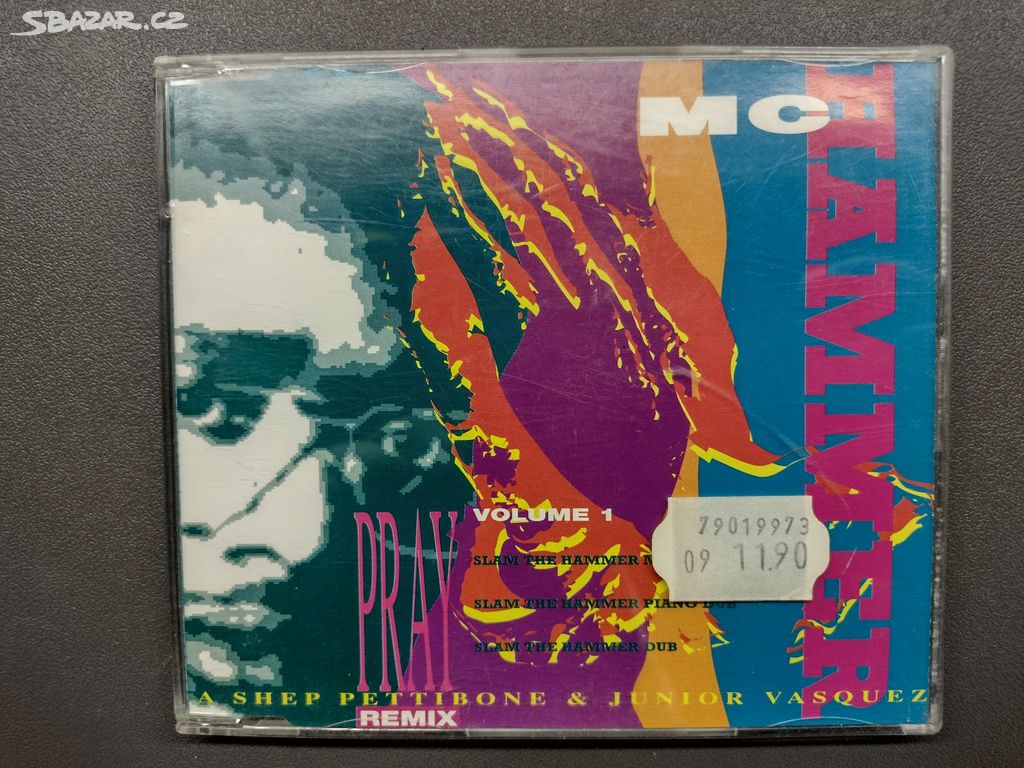 SBAZAR.CZ
MC
HAMMER
PRAY
VOLUME 1
SLAM THE HAMMER
79019973
09 11.90
SLAM THE HAMMER PIANO DUB
SLAM THE HAMMER DUB
A SHEP PETTIBONE & JUNIOR VASQUEZ
REMIX